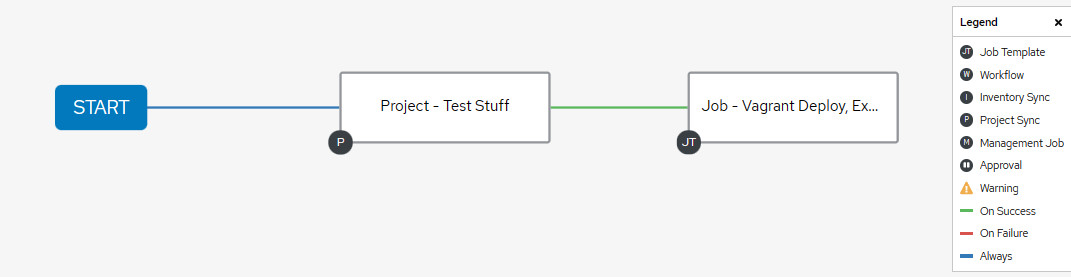 START
Project - Test Stuff
P
Job - Vagrant Deploy, Ex...
JT
Legend
JT Job Template
W Workflow
I Inventory Sync
P Project Sync
M Management Job
Approval
Warning
On Success
On Failure
Always